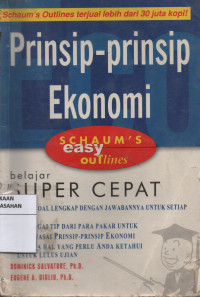 Schaum's Outlines terjual lebih dari 30 juta kopi!
Prinsip-prinsip
Ekonomi
SCHAUM'S
easy
outlines
belajar
SUPER CEPAT
KAAN
ASAHAN
LENGKAP DENGAN JAWABANNYA UNTUK SETIAP
TIP DARI PARA PAKAR UNTUK
PRINSIP-PRINSIP EKONOMI
HAL YANG PERLU ANDA KETAHUI
UNTUK LULUS UJIAN
DOMINICK SALVATORE, Ph.D.
EUGENE A. DIULIO, Ph.D.